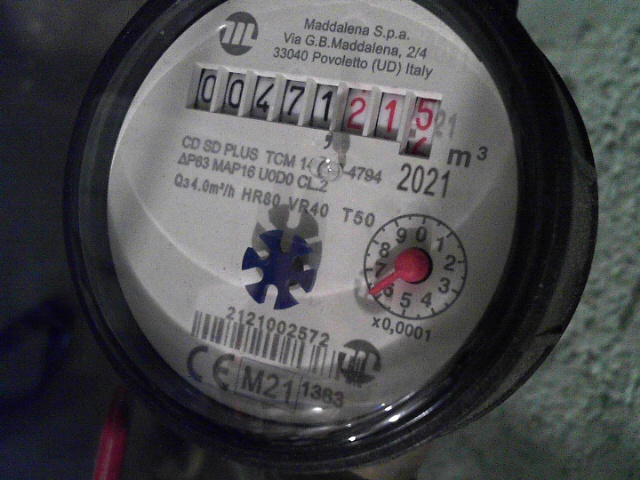 Maddalena S.p.a.
Via G.B.Maddalena, 2/4
33040 Povoletto (UD) Italy
00471215
m³
CD SD PLUS TCM 4794
ΔP63 MAP16 U0D0 CL.2
2021
Q₃4.0m³/h HR80 VR40 T50
0 1 2 3 4 5 6 7 8 9
x0,0001
2121002572
CE M21 1383